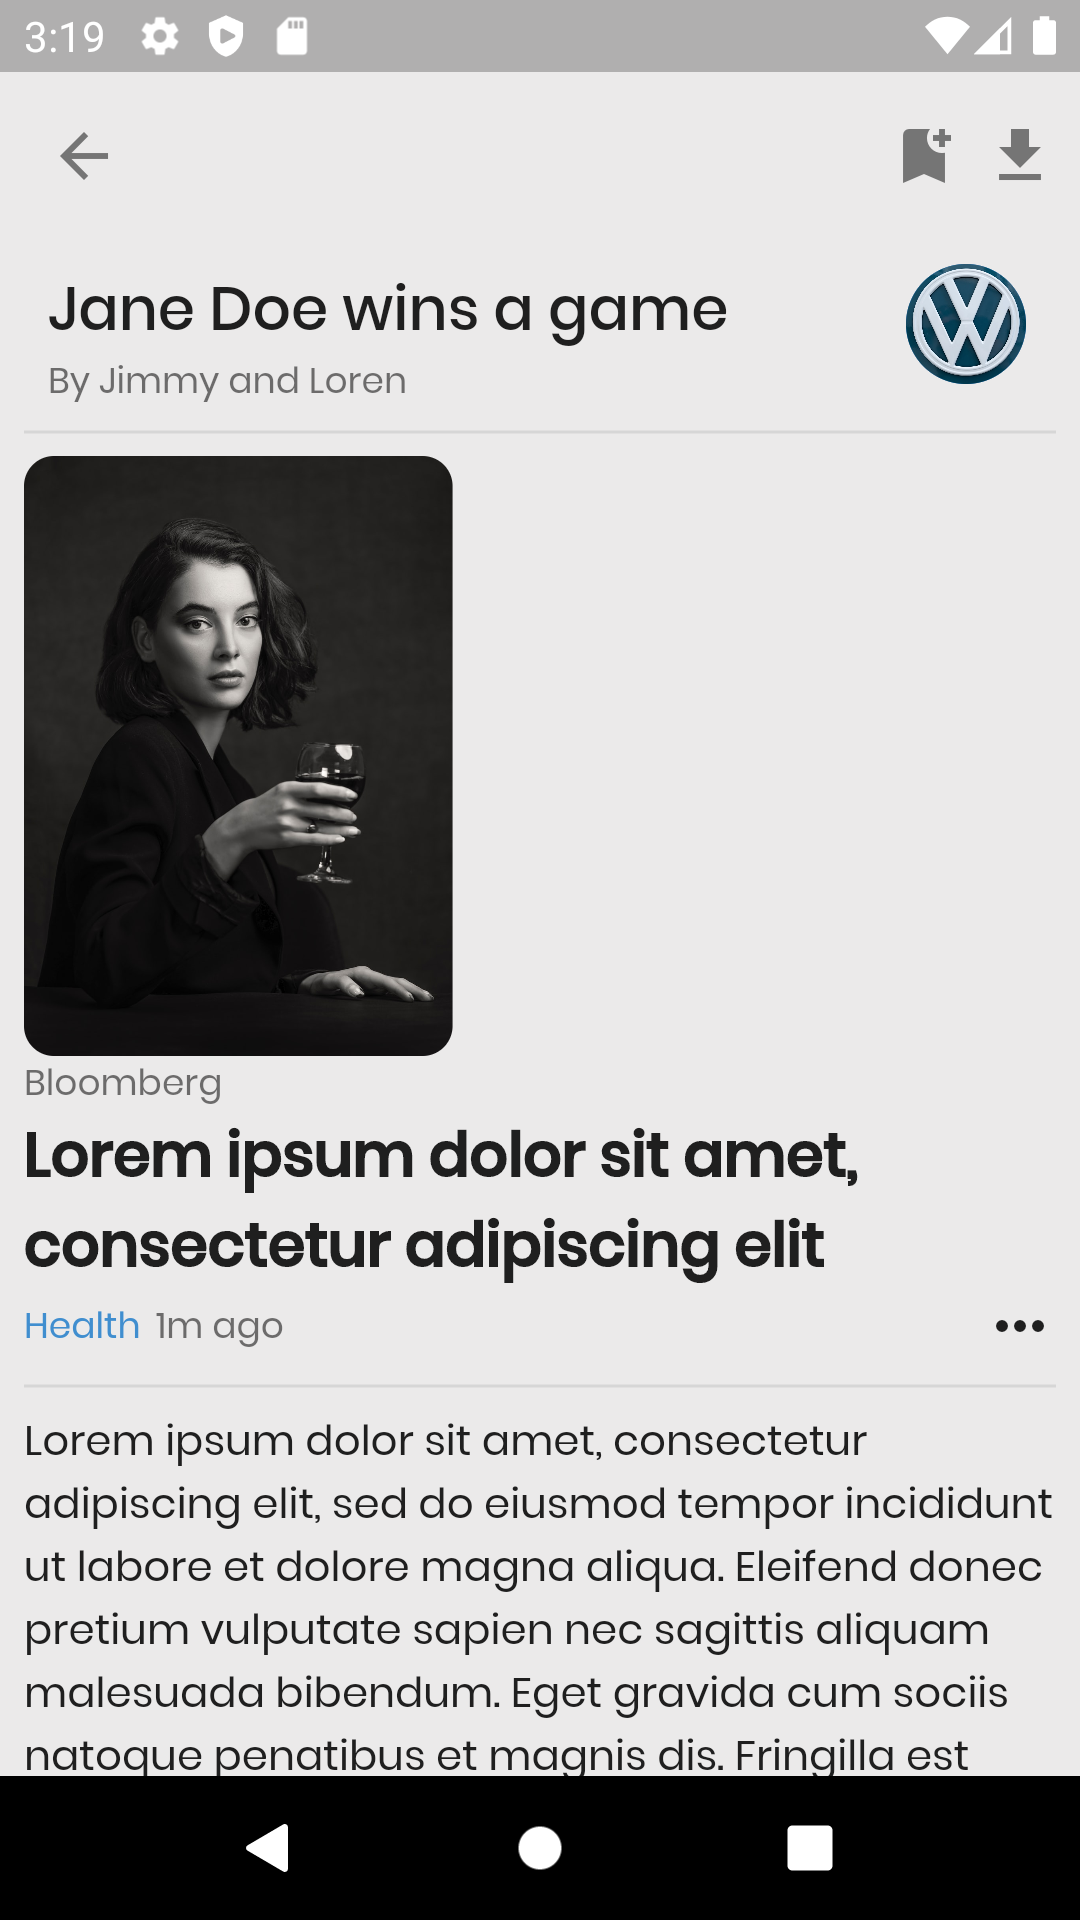 3:19
Jane Doe wins a game
By Jimmy and Loren
Bloomberg
Lorem ipsum dolor sit amet,
consectetur adipiscing elit
Health 1m ago
Lorem ipsum dolor sit amet, consectetur
adipiscing elit, sed do eiusmod tempor incididunt
ut labore et dolore magna aliqua. Eleifend donec
pretium vulputate sapien nec sagittis aliquam
malesuada bibendum. Eget gravida cum sociis
natoque penatibus et magnis dis. Fringilla est